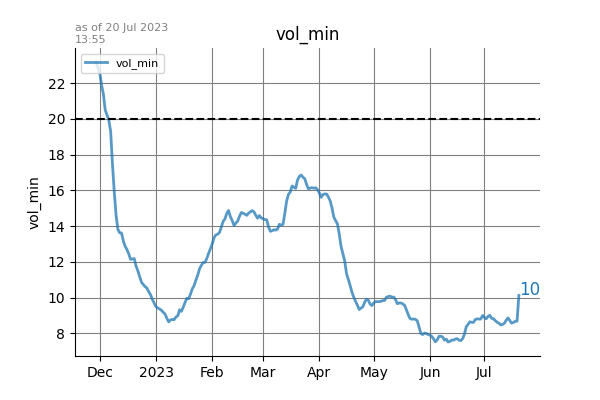 as of 20 Jul 2023
13:55
vol_min
vol_min
vol_min
22
20
18
16
14
12
10
8
10
Dec
2023
Feb
Mar
Apr
May
Jun
Jul